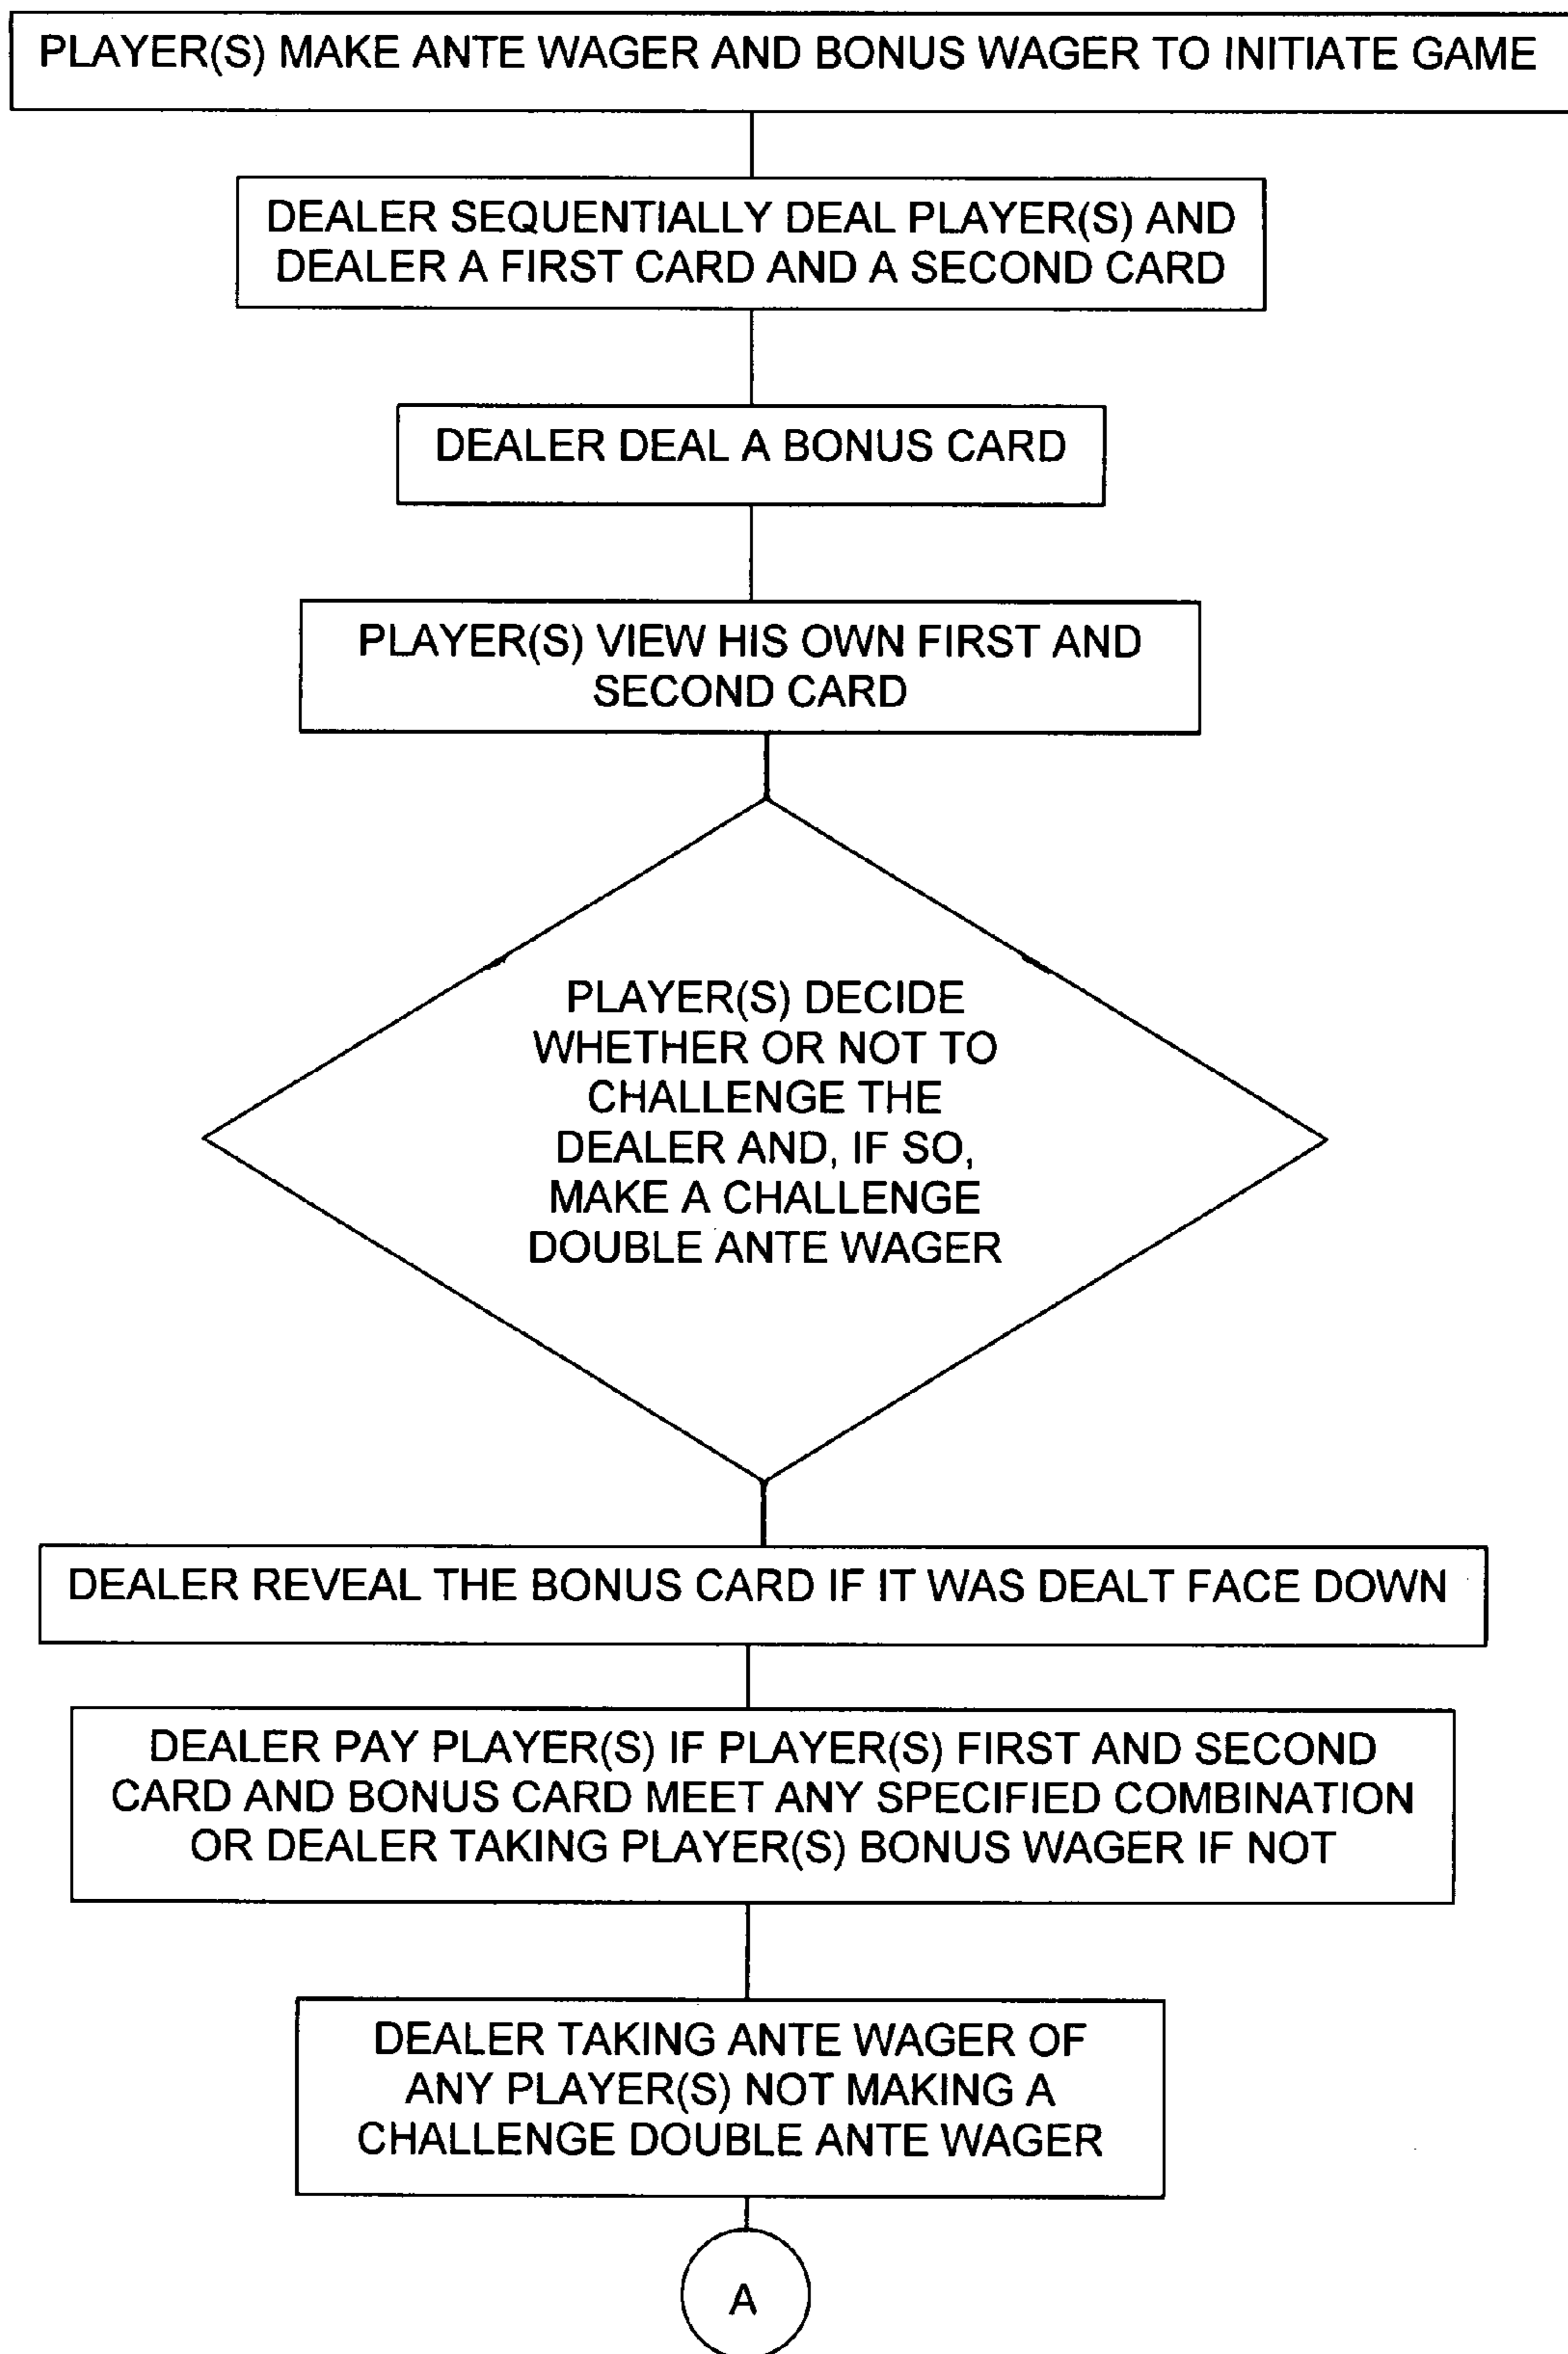 PLAYER(S) MAKE ANTE WAGER AND BONUS WAGER TO INITIATE GAME
DEALER SEQUENTIALLY DEAL PLAYER(S) AND
DEALER A FIRST CARD AND A SECOND CARD
DEALER DEAL A BONUS CARD
PLAYER(S) VIEW HIS OWN FIRST AND
SECOND CARD
PLAYER(S) DECIDE
WHETHER OR NOT TO
CHALLENGE THE
DEALER AND, IF SO,
MAKE A CHALLENGE
DOUBLE ANTE WAGER
DEALER REVEAL THE BONUS CARD IF IT WAS DEALT FACE DOWN
DEALER PAY PLAYER(S) IF PLAYER(S) FIRST AND SECOND
CARD AND BONUS CARD MEET ANY SPECIFIED COMBINATION
OR DEALER TAKING PLAYER(S) BONUS WAGER IF NOT
DEALER TAKING ANTE WAGER OF
ANY PLAYER(S) NOT MAKING A
CHALLENGE DOUBLE ANTE WAGER
A